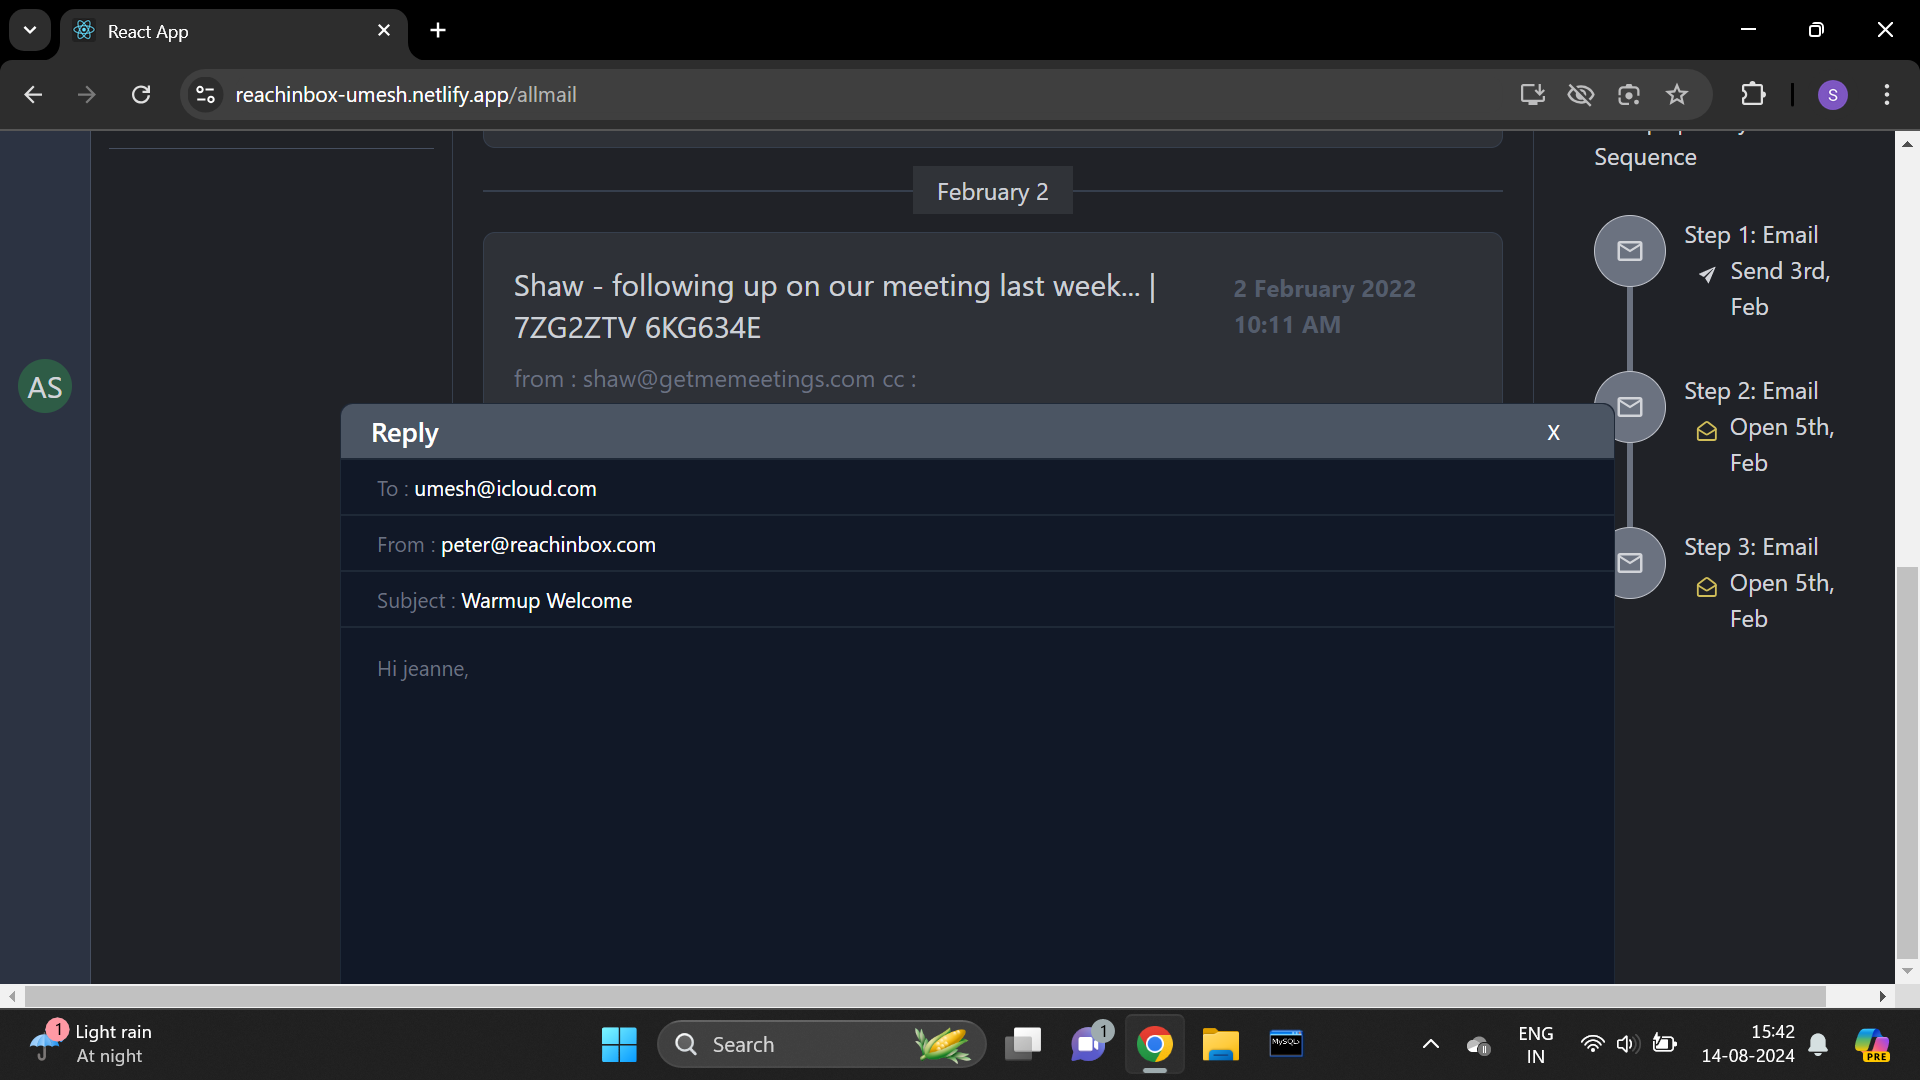 React App
reachinbox-umesh.netlify.app/allmail
S
Sequence
February 2
Step 1: Email
Send 3rd,
Feb
Shaw - following up on our meeting last week... |
7ZG2ZTV 6KG634E
2 February 2022
10:11 AM
from : shaw@getmemeetings.com cc :
AS
Step 2: Email
Open 5th,
Feb
Reply
X
To : umesh@icloud.com
From : peter@reachinbox.com
Subject : Warmup Welcome
Hi jeanne,
Step 3: Email
Open 5th,
Feb
1
Light rain
At night
Search
1
MySQL>
ENG
IN
15:42
14-08-2024
PRE